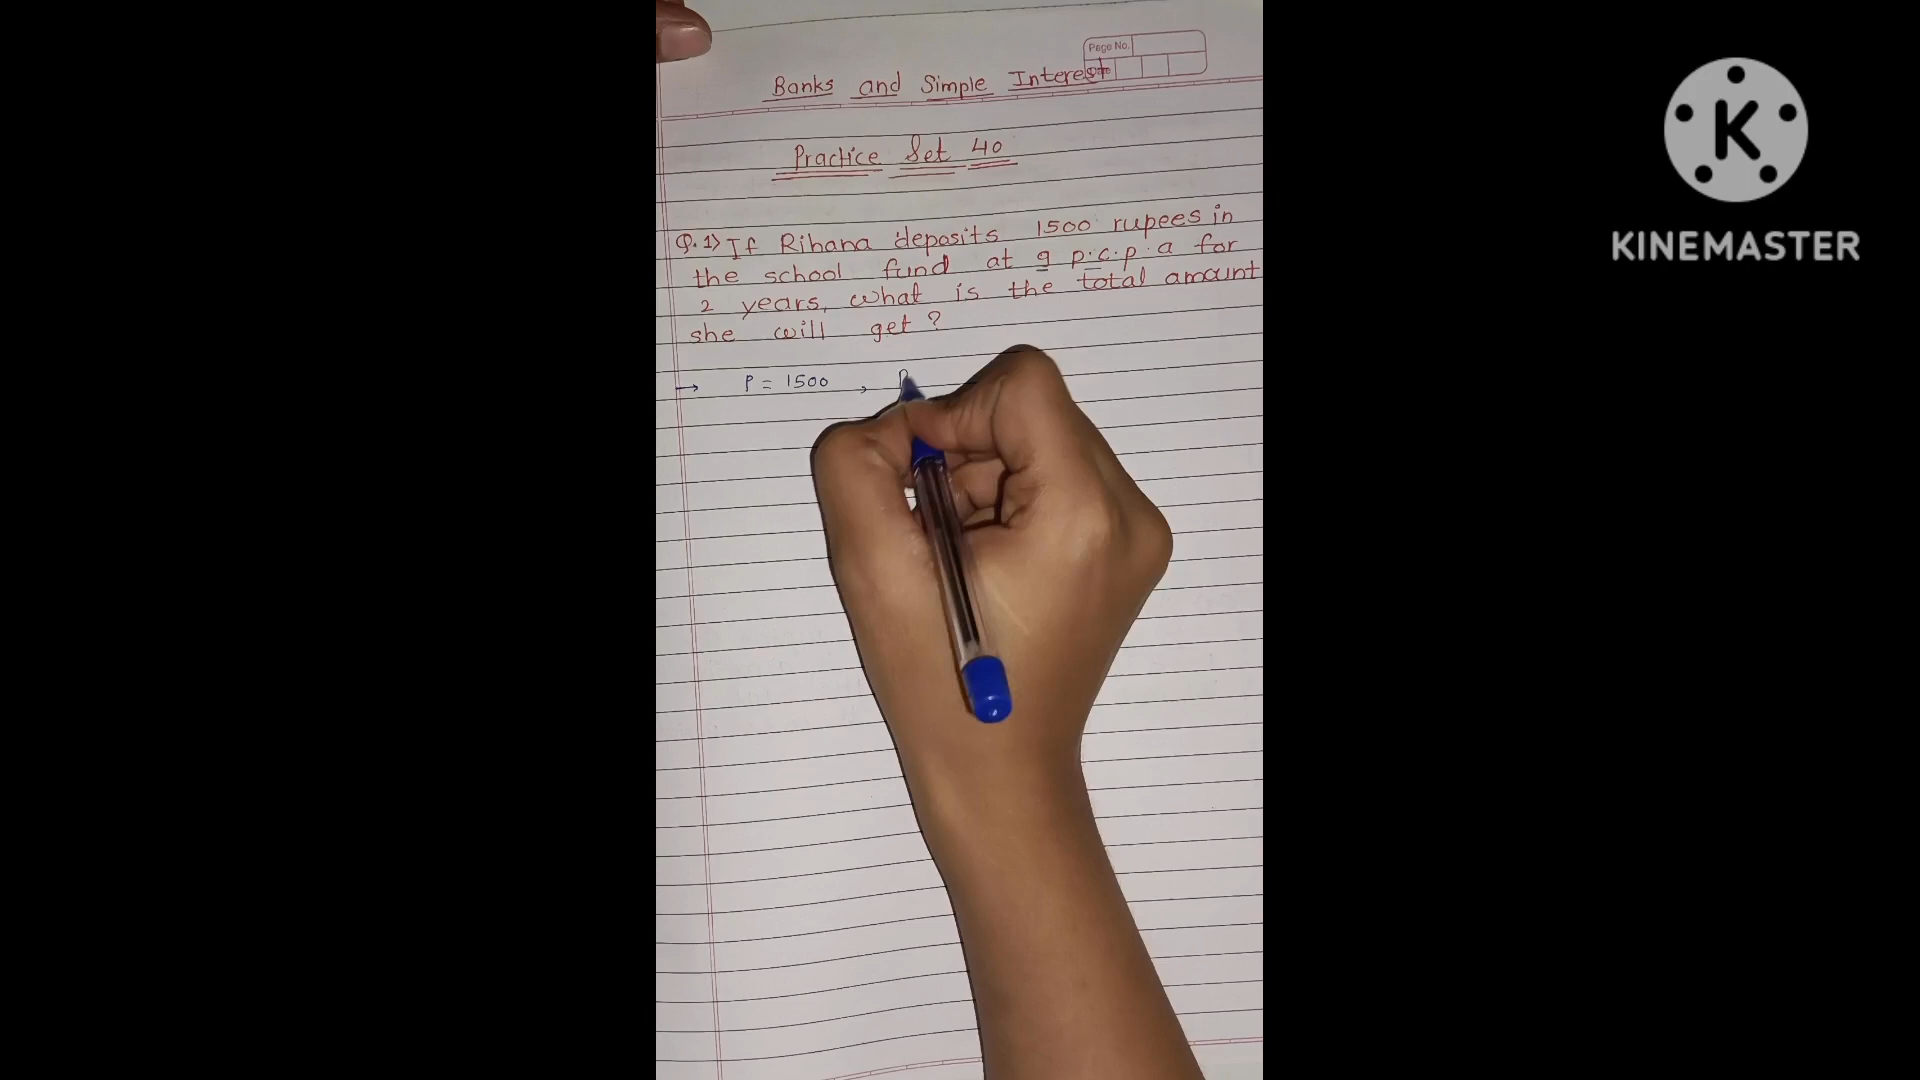 Page No.
Banks and Simple Interest
Practice Set 40
Q.1) If Rihana deposits 1500 rupees in
the school fund at 9 p.c.p.a for
2 years, what is the total amount
she will get?
→ P = 1500 ,
K
KINEMASTER